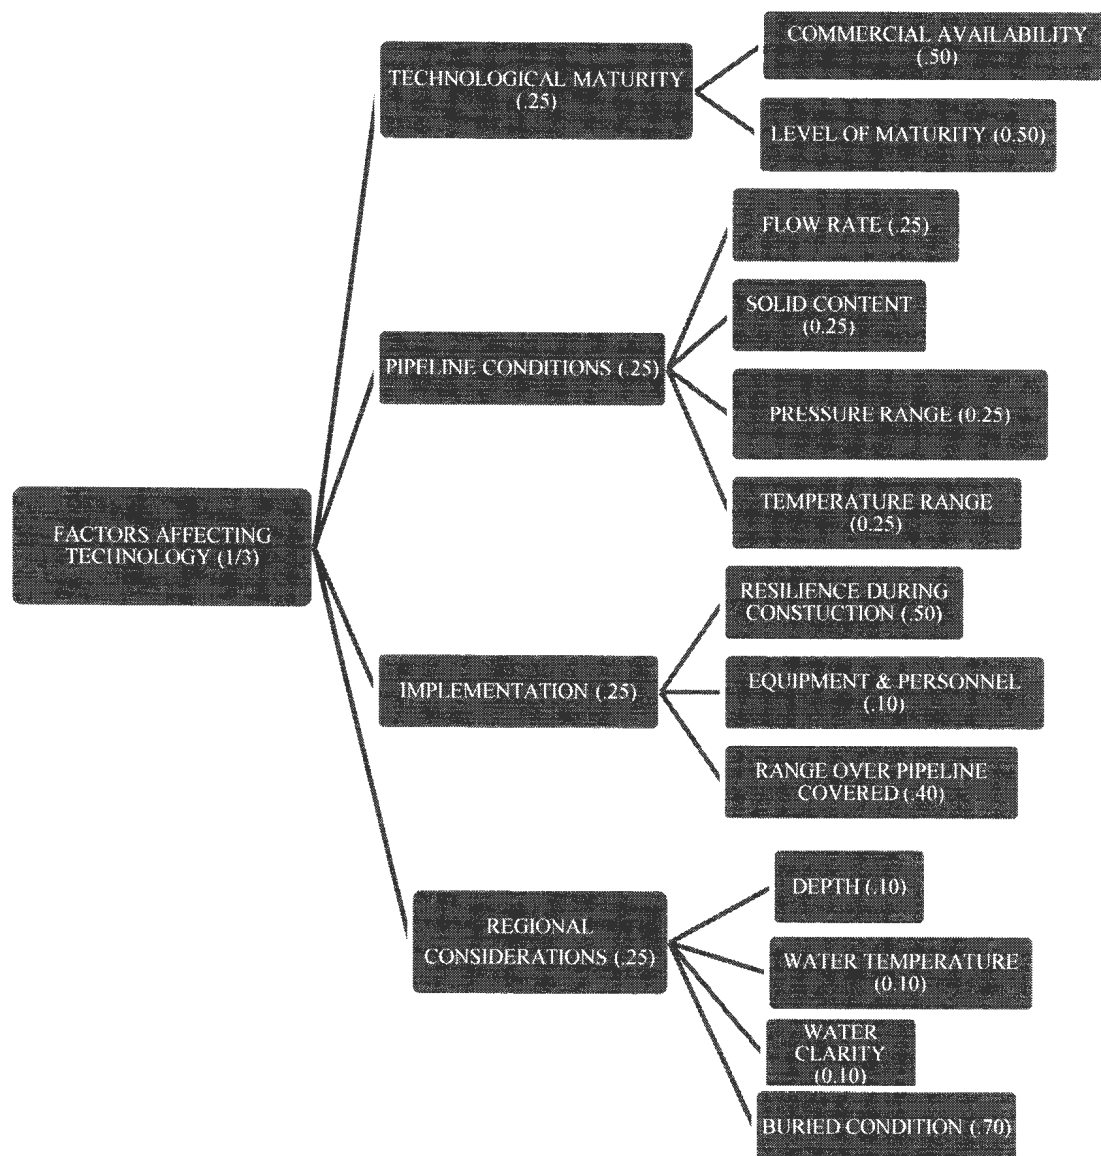 COMMERCIAL AVAILABILITY
(.50)
TECHNOLOGICAL MATURITY
(.25)
LEVEL OF MATURITY (0.50)
FLOW RATE (.25)
SOLID CONTENT
(0.25)
PIPELINE CONDITIONS (.25)
PRESSURE RANGE (0.25)
TEMPERATURE RANGE
(0.25)
FACTORS AFFECTING
TECHNOLOGY (1/3)
RESILIENCE DURING
CONSTUCTION (.50)
IMPLEMENTATION (.25)
EQUIPMENT & PERSONNEL
(.10)
RANGE OVER PIPELINE
COVERED (.40)
DEPTH (.10)
REGIONAL
CONSIDERATIONS (.25)
WATER TEMPERATURE
(0.10)
WATER
CLARITY
(0.10)
BURIED CONDITION (.70)